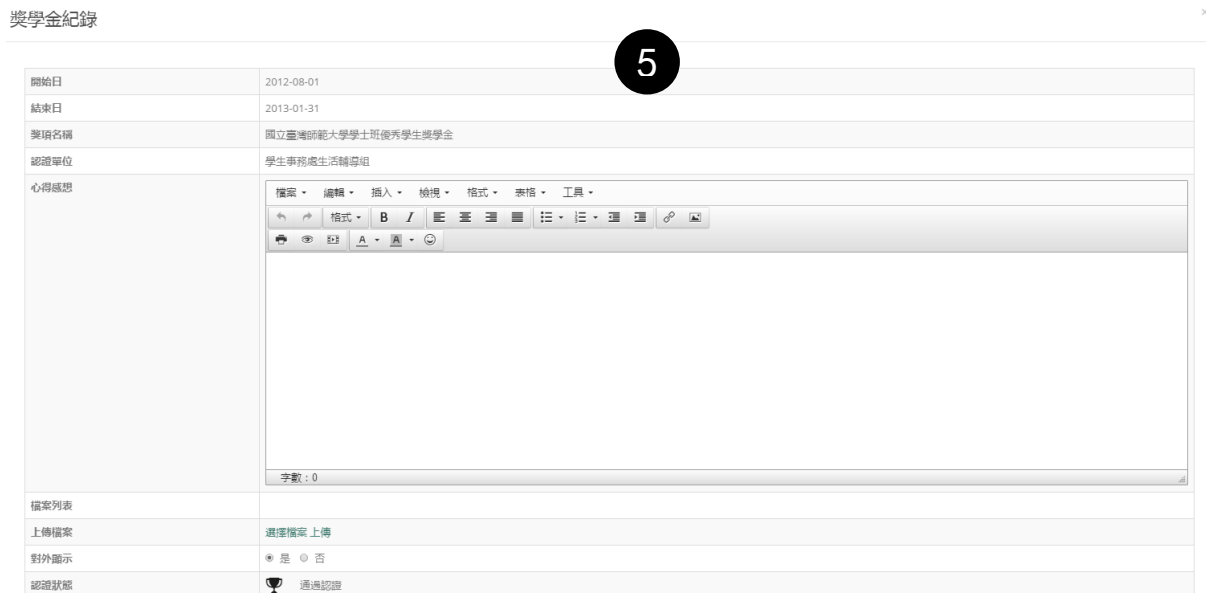 獎學金紀錄 ×
5
開始日 2012-08-01
結束日 2013-01-31
獎項名稱 國立臺灣師範大學學士班優秀學生獎學金
認證單位 學生事務處生活輔導組
心得感想
檔案 編輯 插入 檢視 格式 表格 工具
格式 B I
A A
字數：0
檔案列表
上傳檔案 選擇檔案 上傳
對外顯示 是 否
認證狀態 通過認證